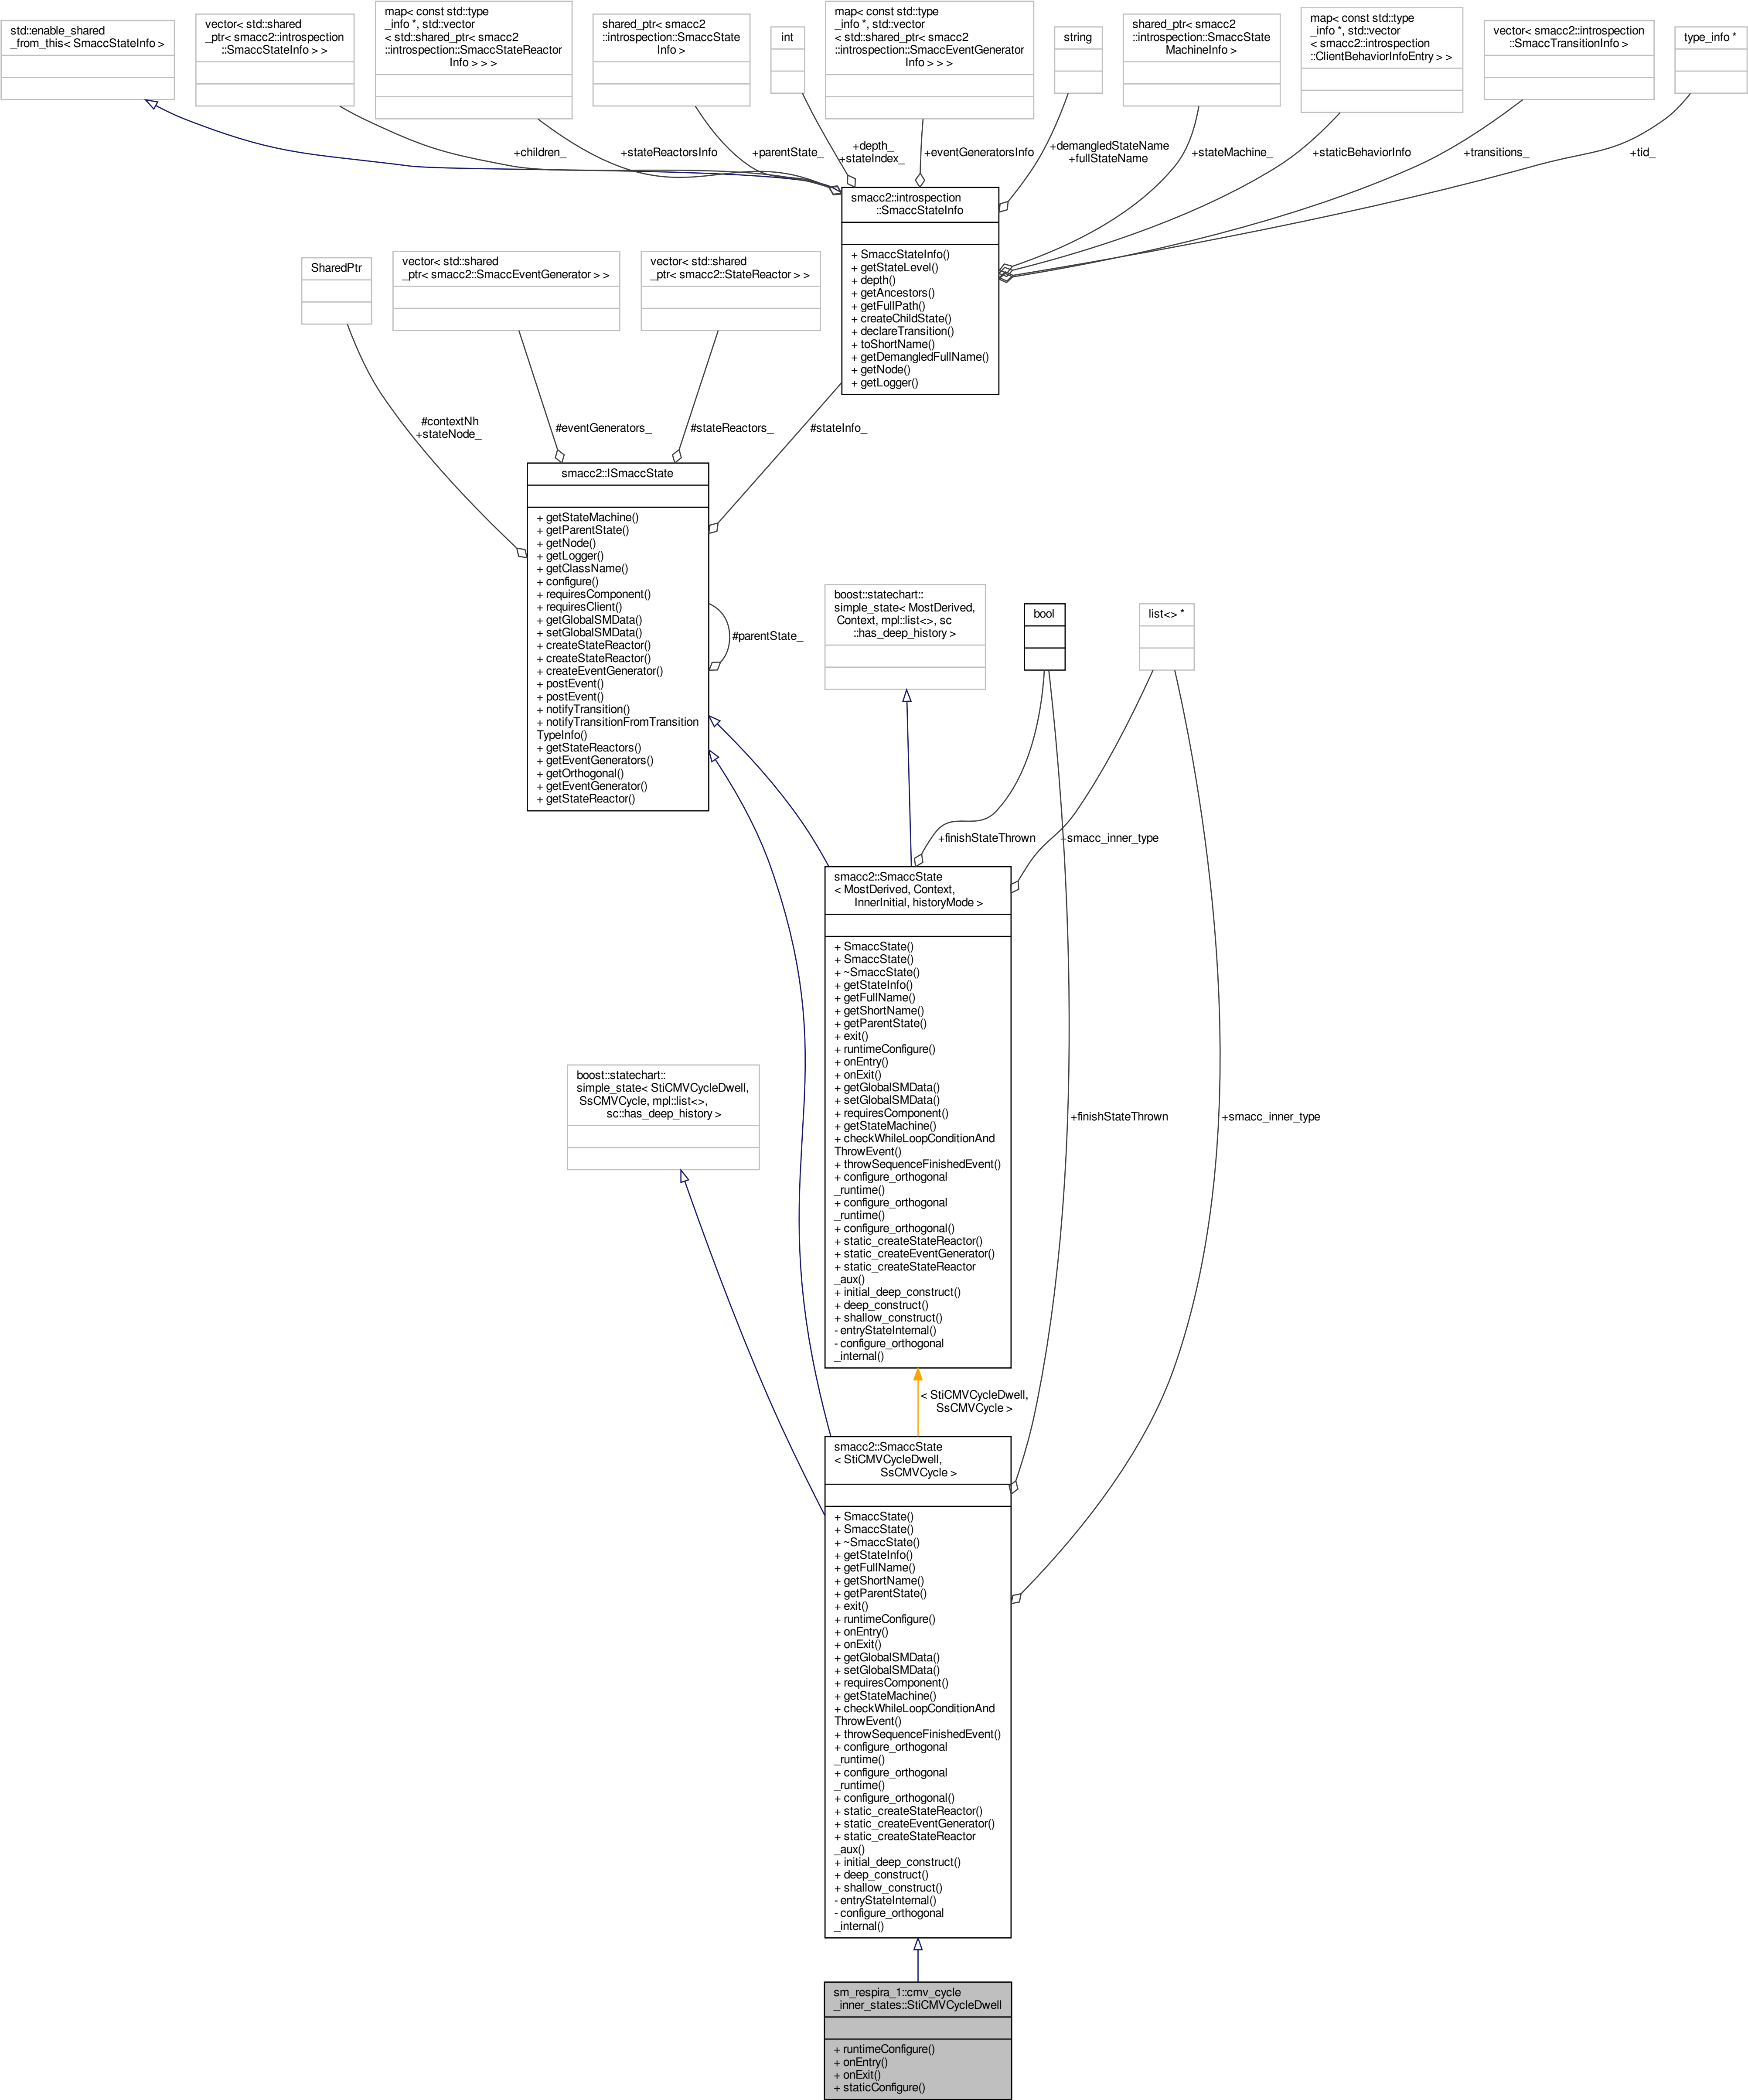 std::enable_shared
_from_this< SmaccStateInfo >
vector< std::shared
_ptr< smacc2::introspection
::SmaccStateInfo > >
map< const std::type
_info *, std::vector
< std::shared_ptr< smacc2
::introspection::SmaccStateReactor
Info > > >
shared_ptr< smacc2
::introspection::SmaccState
Info >
int
map< const std::type
_info *, std::vector
< std::shared_ptr< smacc2
::introspection::SmaccEventGenerator
Info > > >
string
shared_ptr< smacc2
::introspection::SmaccState
MachineInfo >
map< const std::type
_info *, std::vector
< smacc2::introspection
::ClientBehaviorInfoEntry > >
vector< smacc2::introspection
::SmaccTransitionInfo >
type_info *
+children_
+stateReactorsInfo
+parentState_
+depth_
+stateIndex_
+eventGeneratorsInfo
+demangledStateName
+fullStateName
+stateMachine_
+staticBehaviorInfo
+transitions_
+tid_
smacc2::introspection
::SmaccStateInfo
+ SmaccStateInfo()
+ getStateLevel()
+ depth()
+ getAncestors()
+ getFullPath()
+ createChildState()
+ declareTransition()
+ toShortName()
+ getDemangledFullName()
+ getNode()
+ getLogger()
SharedPtr
vector< std::shared
_ptr< smacc2::SmaccEventGenerator > >
vector< std::shared
_ptr< smacc2::StateReactor > >
#contextNh
+stateNode_
#eventGenerators_
#stateReactors_
#stateInfo_
smacc2::ISmaccState
+ getStateMachine()
+ getParentState()
+ getNode()
+ getLogger()
+ getClassName()
+ configure()
+ requiresComponent()
+ requiresClient()
+ getGlobalSMData()
+ setGlobalSMData()
+ createStateReactor()
+ createStateReactor()
+ createEventGenerator()
+ postEvent()
+ postEvent()
+ notifyTransition()
+ notifyTransitionFromTransition
TypeInfo()
+ getStateReactors()
+ getEventGenerators()
+ getOrthogonal()
+ getEventGenerator()
+ getStateReactor()
#parentState_
boost::statechart::
simple_state< MostDerived,
Context, mpl::list<>, sc
::has_deep_history >
bool
list<> *
+finishStateThrown
+smacc_inner_type
smacc2::SmaccState
< MostDerived, Context,
InnerInitial, historyMode >
+ SmaccState()
+ SmaccState()
+ ~SmaccState()
+ getStateInfo()
+ getFullName()
+ getShortName()
+ getParentState()
+ exit()
+ runtimeConfigure()
+ onEntry()
+ onExit()
+ getGlobalSMData()
+ setGlobalSMData()
+ requiresComponent()
+ getStateMachine()
+ checkWhileLoopConditionAnd
ThrowEvent()
+ throwSequenceFinishedEvent()
+ configure_orthogonal
_runtime()
+ configure_orthogonal
_runtime()
+ configure_orthogonal()
+ static_createStateReactor()
+ static_createEventGenerator()
+ static_createStateReactor
_aux()
+ initial_deep_construct()
+ deep_construct()
+ shallow_construct()
- entryStateInternal()
- configure_orthogonal
_internal()
boost::statechart::
simple_state< StiCMVCycleDwell,
SsCMVCycle, mpl::list<>,
sc::has_deep_history >
+finishStateThrown
+smacc_inner_type
< StiCMVCycleDwell,
SsCMVCycle >
smacc2::SmaccState
< StiCMVCycleDwell,
SsCMVCycle >
+ SmaccState()
+ SmaccState()
+ ~SmaccState()
+ getStateInfo()
+ getFullName()
+ getShortName()
+ getParentState()
+ exit()
+ runtimeConfigure()
+ onEntry()
+ onExit()
+ getGlobalSMData()
+ setGlobalSMData()
+ requiresComponent()
+ getStateMachine()
+ checkWhileLoopConditionAnd
ThrowEvent()
+ throwSequenceFinishedEvent()
+ configure_orthogonal
_runtime()
+ configure_orthogonal
_runtime()
+ configure_orthogonal()
+ static_createStateReactor()
+ static_createEventGenerator()
+ static_createStateReactor
_aux()
+ initial_deep_construct()
+ deep_construct()
+ shallow_construct()
- entryStateInternal()
- configure_orthogonal
_internal()
sm_respira_1::cmv_cycle
_inner_states::StiCMVCycleDwell
+ runtimeConfigure()
+ onEntry()
+ onExit()
+ staticConfigure()